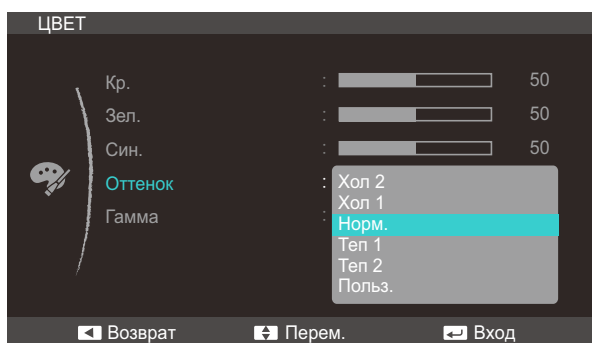 ЦВЕТ
Кр. : 50
Зел. : 50
Син. : 50
Оттенок : Хол 2
Хол 1
Норм.
Гамма : Теп 1
Теп 2
Польз.
Возврат Перем. Вход